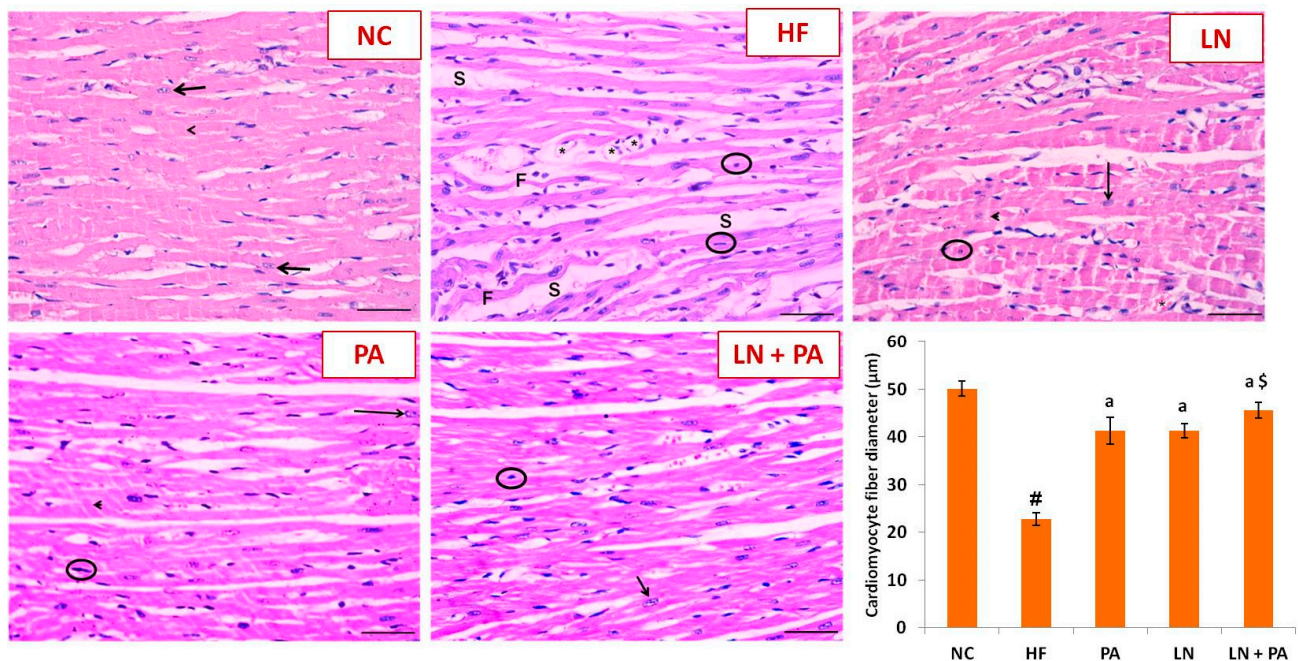 NC
HF
S
*
*
*
F
S
F
S
LN
*
PA
LN + PA
Cardiomyocyte fiber diameter (µm)
60
50
40
30
20
10
0
#
a
a
a $
NC
HF
PA
LN
LN + PA